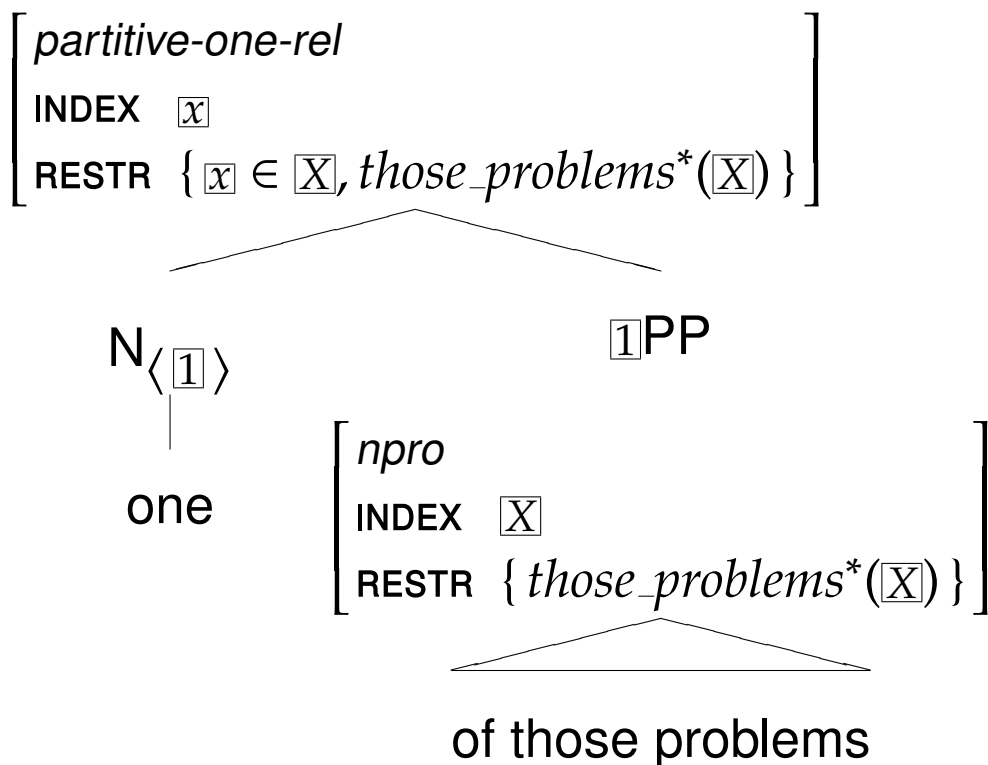 partitive-one-rel
INDEX x
RESTR { x ∈ X, those_problems*(X) }
N⟨ 1 ⟩ 1PP
one
npro
INDEX X
RESTR { those_problems*(X) }
of those problems